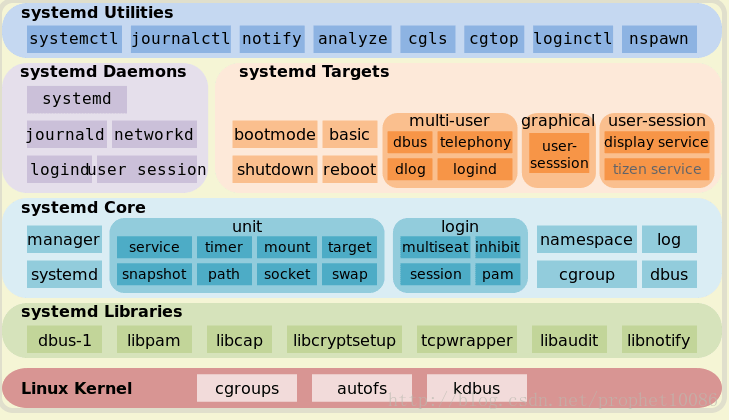 systemd Utilities
systemctl journalctl notify analyze cgls cgtop loginctl nspawn
systemd Daemons
systemd
journald networkd
logind user session
systemd Targets
bootmode basic
shutdown reboot
multi-user
dbus telephony
dlog logind
graphical
user-
sesssion
user-session
display service
tizen service
systemd Core
manager
systemd
unit
service timer mount target
snapshot path socket swap
login
multiseat inhibit
session pam
namespace log
cgroup dbus
systemd Libraries
dbus-1 libpam libcap libcryptsetup tcpwrapper libaudit libnotify
Linux Kernel cgroups autofs kdbus
http://blog.csdn.net/prophet10086